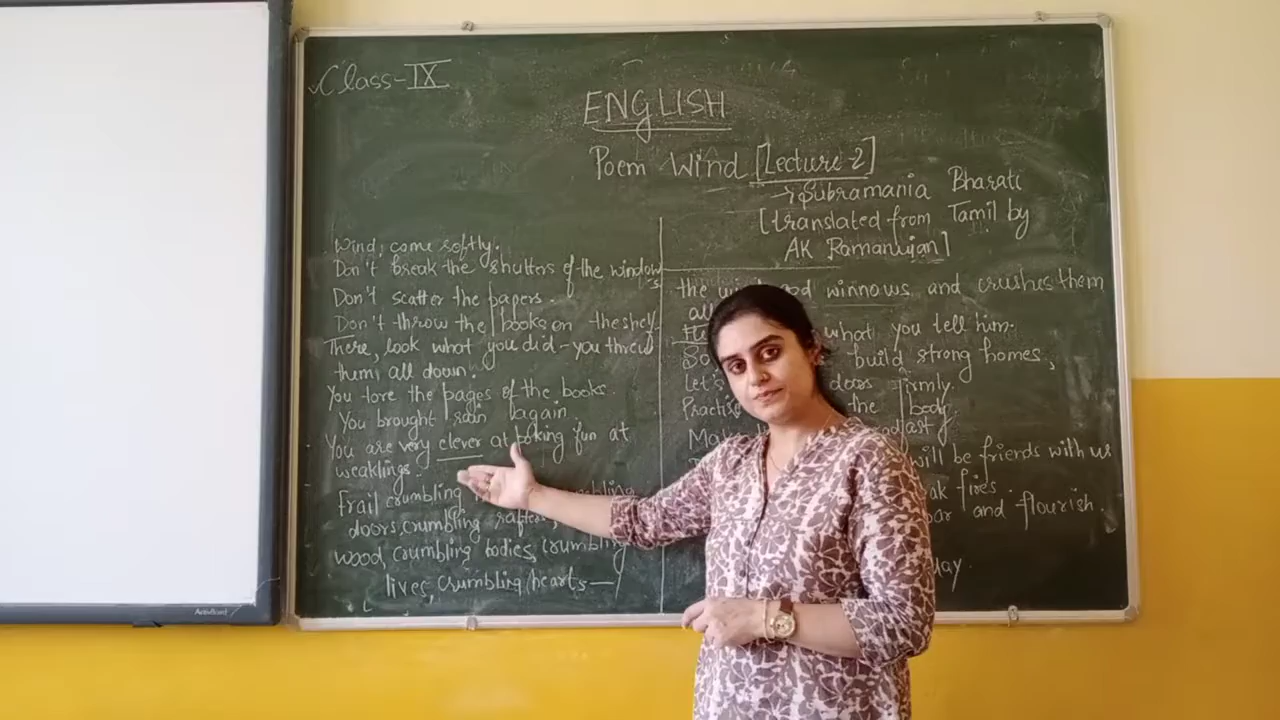 Class-IX
ENGLISH
Poem Wind [Lecture-2]
→ Subramania Bharati
[translated from Tamil by
AK Ramanujan]
Wind, come softly.
Don't break the shutters of the windows
Don't scatter the papers.
Don't throw the books on the
There, look what you did - you threw
them all down.
You tore the pages of the books.
You brought rain again.
You are very clever at poking fun at
weaklings.
Frail crumbling
doors, crumbling rafters,
wood, crumbling bodies, crumbling
lives, crumbling hearts—
the wind god winnows and crushes them
all
what you tell him.
So build strong homes,
Let's doors firmly.
Practise the body.
will be friends with us
fires.
and flourish.